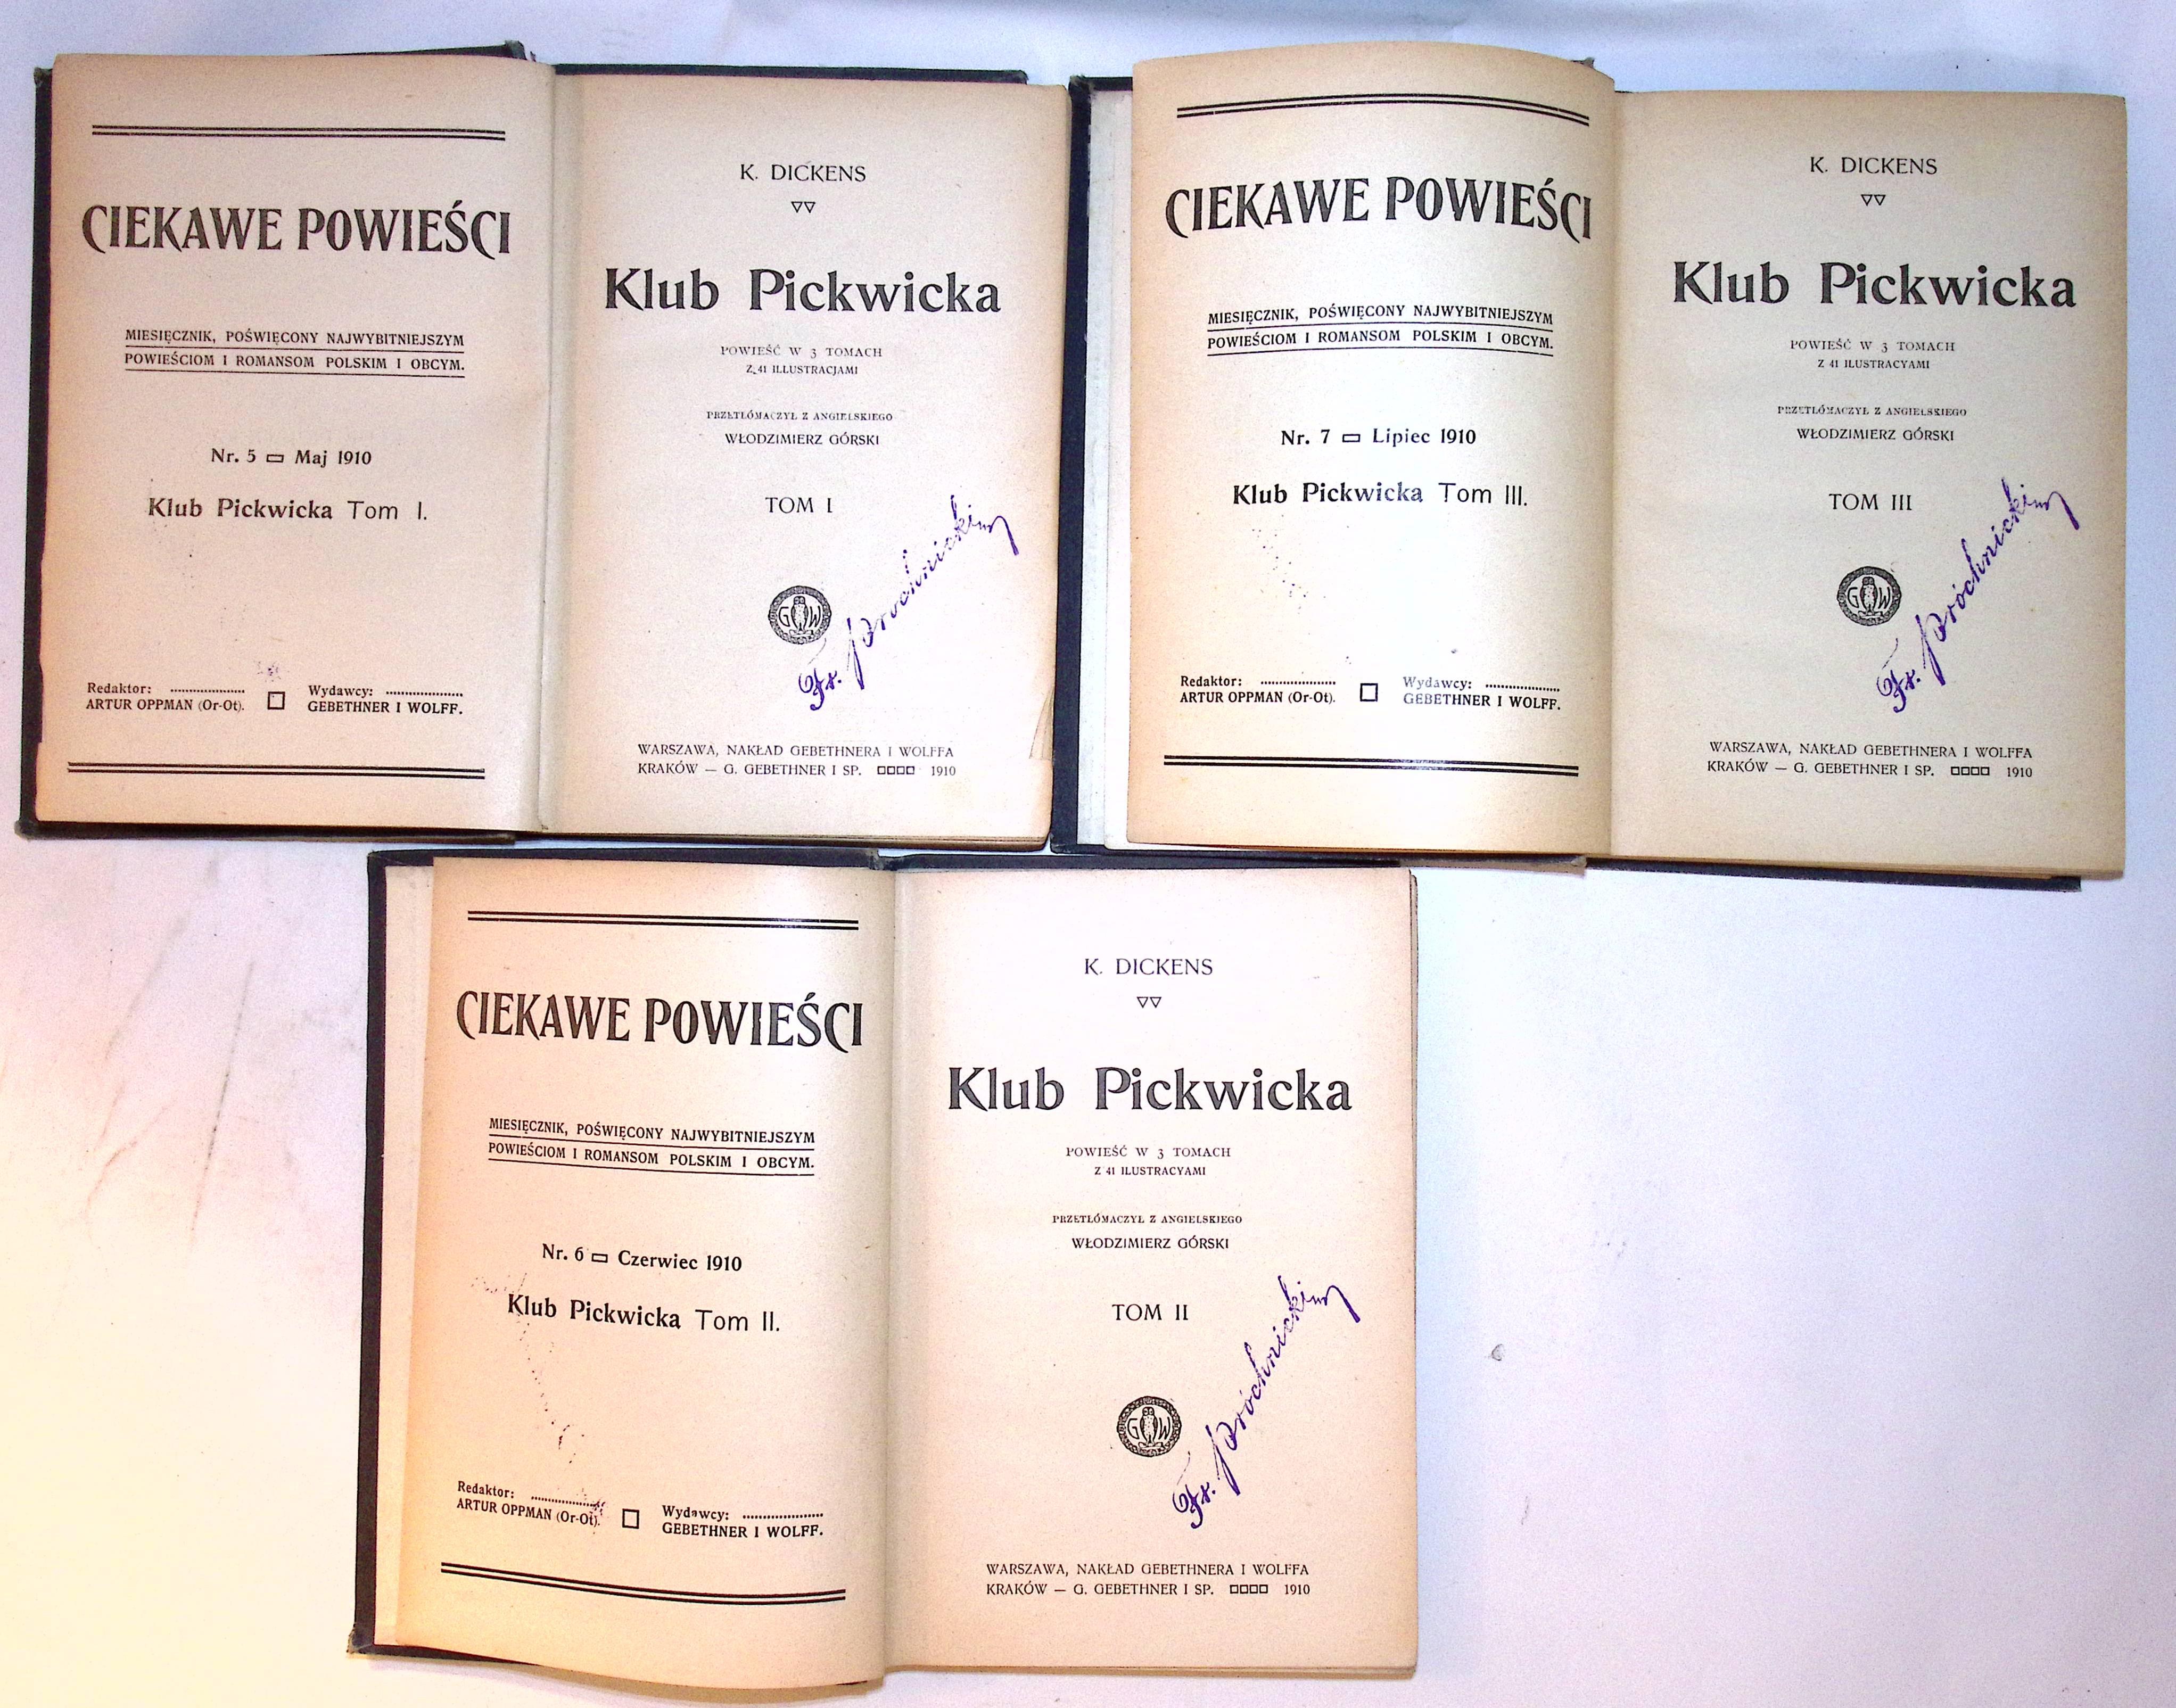 CIEKAWE POWIEŚCI
MIESIĘCZNIK, POŚWIĘCONY NAJWYBITNIEJSZYM
POWIEŚCIOM I ROMANSOM POLSKIM I OBCYM.
Nr. 5 Maj 1910
Klub Pickwicka Tom I.
Redaktor:
ARTUR OPPMAN (Or-Ot).
Wydawcy:
GEBETHNER I WOLFF.
K. DICKENS
Klub Pickwicka
POWIEŚĆ W 3 TOMACH
Z 41 ILLUSTRACJAMI
PRZETŁÓMACZYŁ Z ANGIELSKIEGO
WŁODZIMIERZ GÓRSKI
TOM I
G W
Fr. Próchnicking
WARSZAWA, NAKŁAD GEBETHNERA I WOLFFA
KRAKÓW — G. GEBETHNER I SP. 1910
CIEKAWE POWIEŚCI
MIESIĘCZNIK, POŚWIĘCONY NAJWYBITNIEJSZYM
POWIEŚCIOM I ROMANSOM POLSKIM I OBCYM.
Nr. 7 Lipiec 1910
Klub Pickwicka Tom III.
Redaktor:
ARTUR OPPMAN (Or-Ot).
Wydawcy:
GEBETHNER I WOLFF.
K. DICKENS
Klub Pickwicka
POWIEŚĆ W 3 TOMACH
Z 41 ILUSTRACYAMI
PRZETŁÓMACZYŁ Z ANGIELSKIEGO
WŁODZIMIERZ GÓRSKI
TOM III
G W
Fr. Próchnicking
WARSZAWA, NAKŁAD GEBETHNERA I WOLFFA
KRAKÓW — G. GEBETHNER I SP. 1910
CIEKAWE POWIEŚCI
MIESIĘCZNIK, POŚWIĘCONY NAJWYBITNIEJSZYM
POWIEŚCIOM I ROMANSOM POLSKIM I OBCYM.
Nr. 6 Czerwiec 1910
Klub Pickwicka Tom II.
Redaktor:
ARTUR OPPMAN (Or-Ot).
Wydawcy:
GEBETHNER I WOLFF.
K. DICKENS
Klub Pickwicka
POWIEŚĆ W 3 TOMACH
Z 41 ILUSTRACYAMI
PRZETŁÓMACZYŁ Z ANGIELSKIEGO
WŁODZIMIERZ GÓRSKI
TOM II
G W
Fr. Próchnicking
WARSZAWA, NAKŁAD GEBETHNERA I WOLFFA
KRAKÓW — G. GEBETHNER I SP. 1910